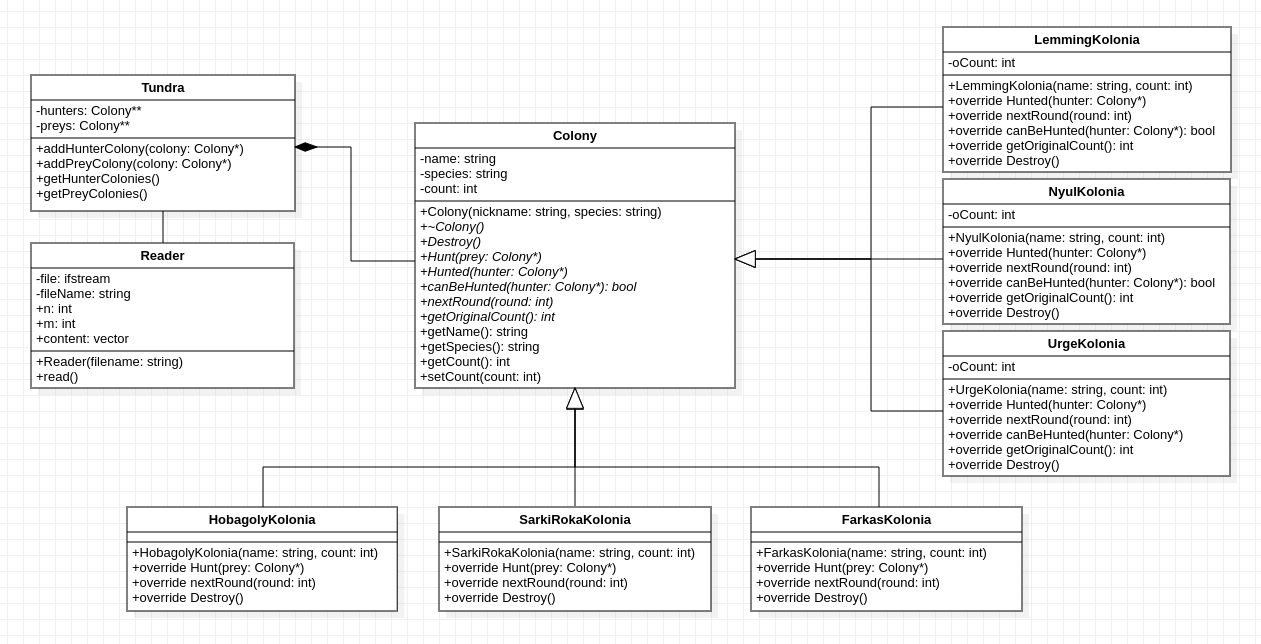 Tundra
-hunters: Colony**
-preys: Colony**
+addHunterColony(colony: Colony*)
+addPreyColony(colony: Colony*)
+getHunterColonies()
+getPreyColonies()
Reader
-file: ifstream
-fileName: string
+n: int
+m: int
+content: vector
+Reader(filename: string)
+read()
Colony
-name: string
-species: string
-count: int
+Colony(nickname: string, species: string)
+~Colony()
+Destroy()
+Hunt(prey: Colony*)
+Hunted(hunter: Colony*)
+canBeHunted(hunter: Colony*): bool
+nextRound(round: int)
+getOriginalCount(): int
+getName(): string
+getSpecies(): string
+getCount(): int
+setCount(count: int)
LemmingKolonia
-oCount: int
+LemmingKolonia(name: string, count: int)
+override Hunted(hunter: Colony*)
+override nextRound(round: int)
+override canBeHunted(hunter: Colony*): bool
+override getOriginalCount(): int
+override Destroy()
NyulKolonia
-oCount: int
+NyulKolonia(name: string, count: int)
+override Hunted(hunter: Colony*)
+override nextRound(round: int)
+override canBeHunted(hunter: Colony*): bool
+override getOriginalCount(): int
+override Destroy()
UrgeKolonia
-oCount: int
+UrgeKolonia(name: string, count: int)
+override Hunted(hunter: Colony*)
+override nextRound(round: int)
+override canBeHunted(hunter: Colony*)
+override getOriginalCount(): int
+override Destroy()
HobagolyKolonia
+HobagolyKolonia(name: string, count: int)
+override Hunt(prey: Colony*)
+override nextRound(round: int)
+override Destroy()
SarkiRokaKolonia
+SarkiRokaKolonia(name: string, count: int)
+override Hunt(prey: Colony*)
+override nextRound(round: int)
+override Destroy()
FarkasKolonia
+FarkasKolonia(name: string, count: int)
+override Hunt(prey: Colony*)
+override nextRound(round: int)
+override Destroy()